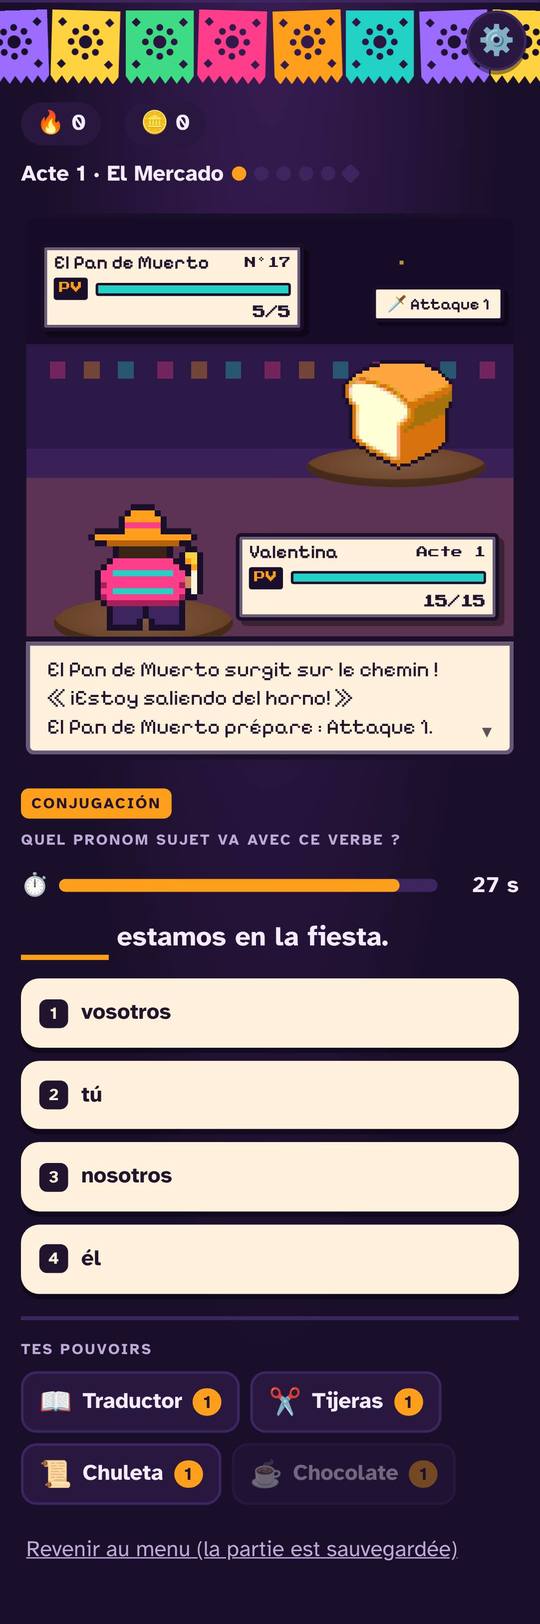 0 0
Acte 1 · El Mercado
El Pan de Muerto N°17
PV
5/5
Attaque 1
Valentina Acte 1
PV
15/15
El Pan de Muerto surgit sur le chemin !
« ¡Estoy saliendo del horno! »
El Pan de Muerto prépare : Attaque 1.
CONJUGACIÓN
QUEL PRONOM SUJET VA AVEC CE VERBE ?
27 s
_____ estamos en la fiesta.
1 vosotros
2 tú
3 nosotros
4 él
TES POUVOIRS
Traductor 1 Tijeras 1
Chuleta 1 Chocolate 1
Revenir au menu (la partie est sauvegardée)